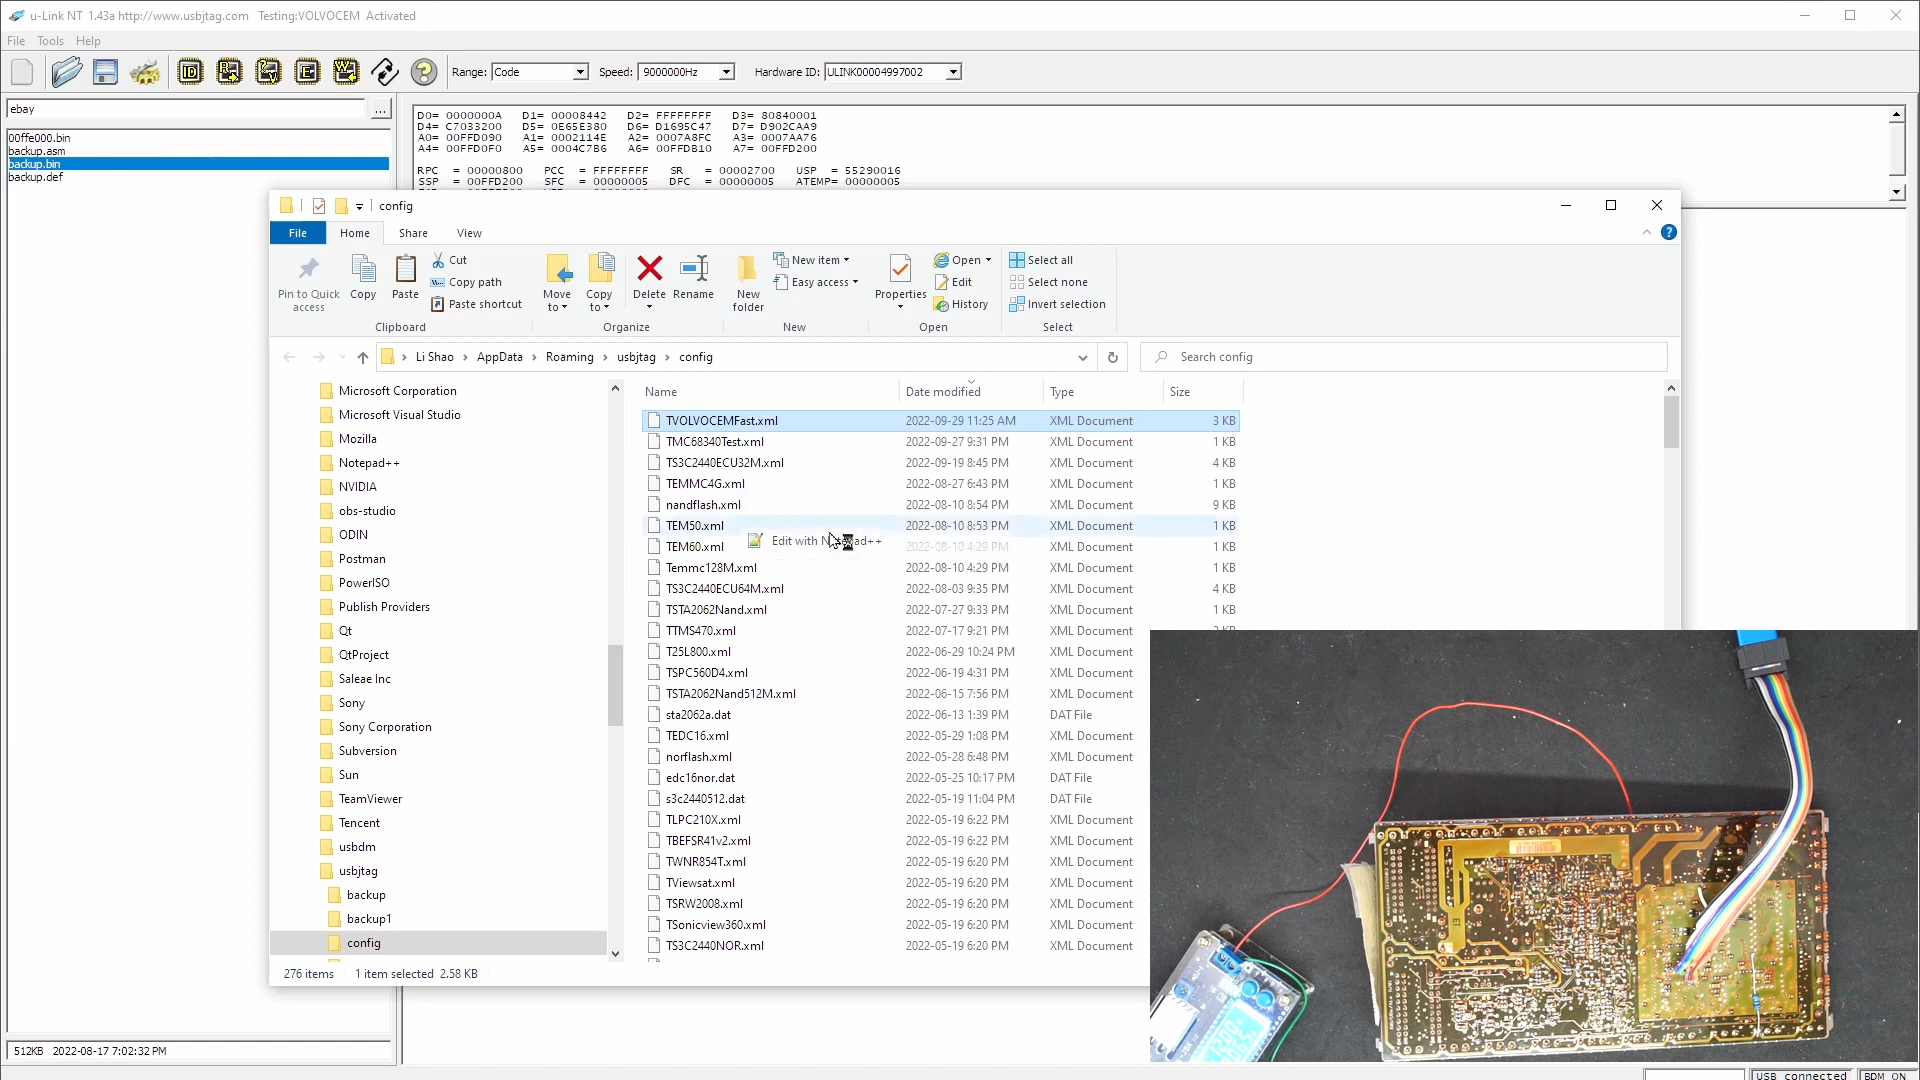 u-Link NT 1.43a http://www.usbjtag.com Testing:VOLVOCEM Activated
File Tools Help
Range: Code Speed: 9000000Hz Hardware ID: ULINK00004997002
ebay ...
00ffe000.bin
backup.asm
backup.bin
backup.def
D0= 0000000A D1= 00008442 D2= FFFFFFFF D3= 80840001
D4= C7033200 D5= 0E65E380 D6= D1695C47 D7= D902CAA9
A0= 00FFD090 A1= 0002114E A2= 0007A8FC A3= 0007AA76
A4= 00FFD0F0 A5= 0004C7B6 A6= 00FFDB10 A7= 00FFD200
RPC = 00000800 PCC = FFFFFFFF SR = 00002700 USP = 55290016
SSP = 00FFD200 SFC = 00000005 DFC = 00000005 ATEMP= 00000005
config
File Home Share View
Pin to Quick access
Copy
Paste
Cut
Copy path
Paste shortcut
Move to
Copy to
Delete
Rename
New folder
New item
Easy access
Properties
Open
Edit
History
Select all
Select none
Invert selection
Clipboard Organize New Open Select
Li Shao > AppData > Roaming > usbjtag > config
Search config
Microsoft Corporation
Microsoft Visual Studio
Mozilla
Notepad++
NVIDIA
obs-studio
ODIN
Postman
PowerISO
Publish Providers
Qt
QtProject
Saleae Inc
Sony
Sony Corporation
Subversion
Sun
TeamViewer
Tencent
usbdm
usbjtag
backup
backup1
config
Name Date modified Type Size
TVOLVOCEMFast.xml 2022-09-29 11:25 AM XML Document 3 KB
TMC68340Test.xml 2022-09-27 9:31 PM XML Document 1 KB
TS3C2440ECU32M.xml 2022-09-19 8:45 PM XML Document 4 KB
TEMMC4G.xml 2022-08-27 6:43 PM XML Document 1 KB
nandflash.xml 2022-08-10 8:54 PM XML Document 9 KB
TEM50.xml 2022-08-10 8:53 PM XML Document 1 KB
Edit with Notepad++
TEM60.xml 2022-08-10 4:29 PM XML Document 1 KB
Temmc128M.xml 2022-08-10 4:29 PM XML Document 1 KB
TS3C2440ECU64M.xml 2022-08-03 9:35 PM XML Document 4 KB
TSTA2062Nand.xml 2022-07-27 9:33 PM XML Document 1 KB
TTMS470.xml 2022-07-17 9:21 PM XML Document
T25L800.xml 2022-06-29 10:24 PM XML Document
TSPC560D4.xml 2022-06-19 4:31 PM XML Document
TSTA2062Nand512M.xml 2022-06-15 7:56 PM XML Document
sta2062a.dat 2022-06-13 1:39 PM DAT File
TEDC16.xml 2022-05-29 1:08 PM XML Document
norflash.xml 2022-05-28 6:48 PM XML Document
edc16nor.dat 2022-05-25 10:17 PM DAT File
s3c2440512.dat 2022-05-19 11:04 PM DAT File
TLPC210X.xml 2022-05-19 6:22 PM XML Document
TBEFSR41v2.xml 2022-05-19 6:22 PM XML Document
TWNR854T.xml 2022-05-19 6:20 PM XML Document
TViewsat.xml 2022-05-19 6:20 PM XML Document
TSRW2008.xml 2022-05-19 6:20 PM XML Document
TSonicview360.xml 2022-05-19 6:20 PM XML Document
TS3C2440NOR.xml 2022-05-19 6:20 PM XML Document
276 items 1 item selected 2.58 KB
512KB 2022-08-17 7:02:32 PM
USB connected BDM ON